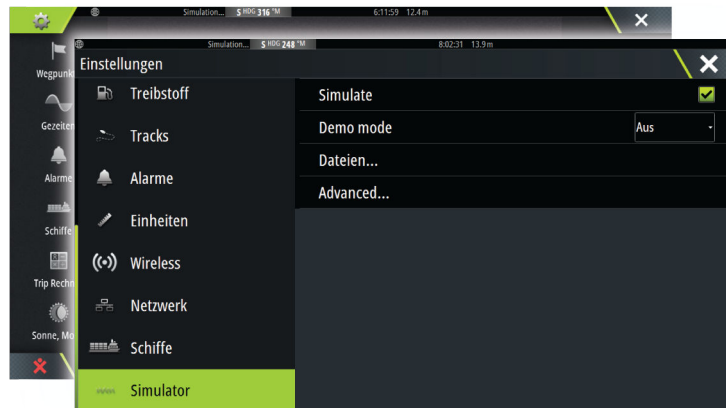 Simulation... S HDG 316 °M 6:11:59 12.4 m
Simulation... S HDG 248 °M 8:02:31 13.9 m
Einstellungen
Wegpunk
Gezeiten
Alarme
Schiffe
Trip Rechn
Sonne, Mo
Treibstoff
Tracks
Alarme
Einheiten
Wireless
Netzwerk
Schiffe
Simulator
Simulate
Demo mode Aus
Dateien...
Advanced...